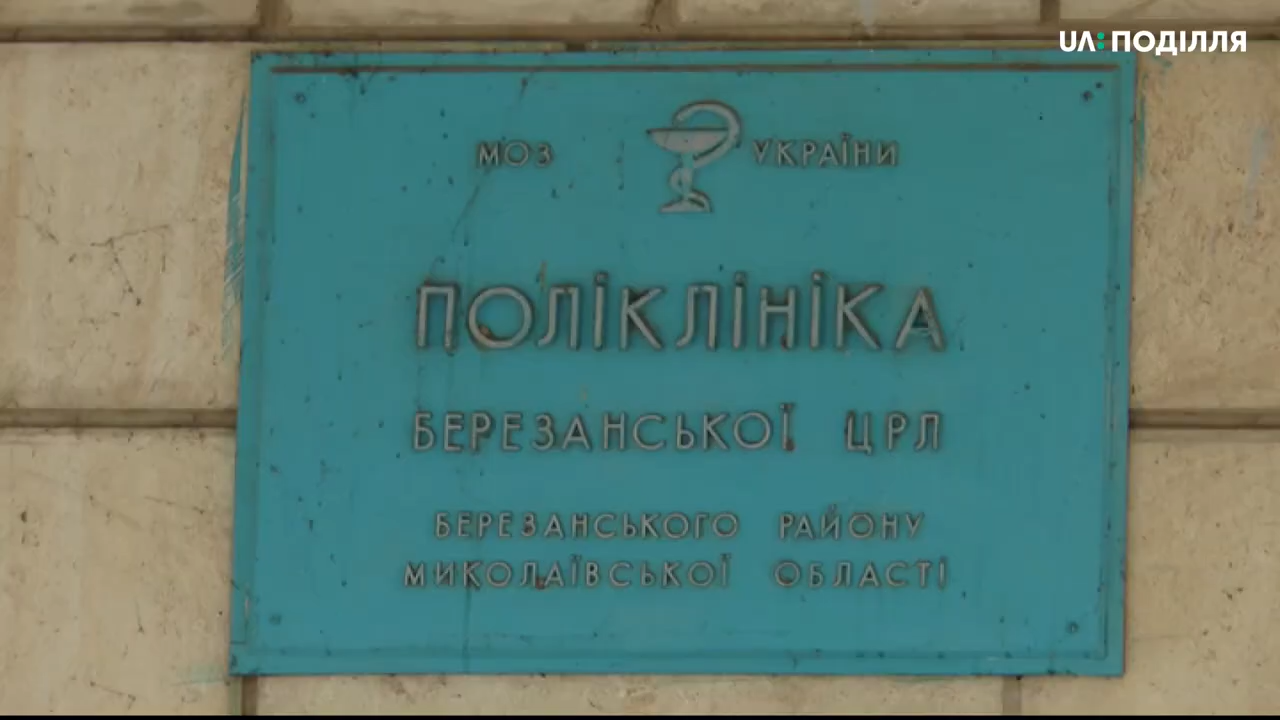 UA: ПОДІЛЛЯ
МОЗ УКРАЇНИ
ПОЛІКЛІНІКА
БЕРЕЗАНСЬКОЇ ЦРЛ
БЕРЕЗАНСЬКОГО РАЙОНУ
МИКОЛАЇВСЬКОЇ ОБЛАСТІ